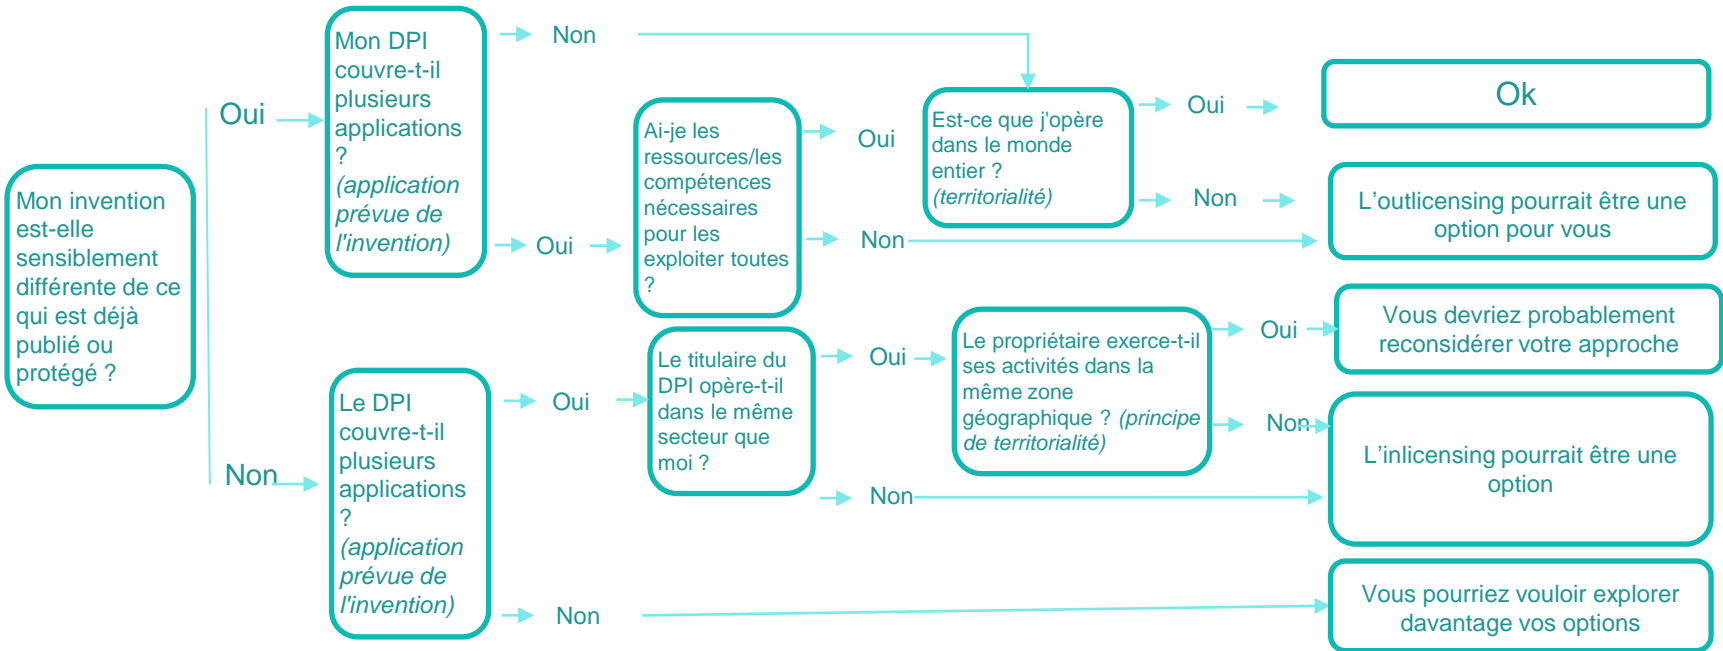 Mon invention
est-elle
sensiblement
différente de ce
qui est déjà
publié ou
protégé ?
Oui
Non
Mon DPI
couvre-t-il
plusieurs
applications
?
(application
prévue de
l'invention)
Non
Oui
Ai-je les
ressources/les
compétences
nécessaires
pour les
exploiter toutes
?
Oui
Non
Est-ce que j'opère
dans le monde
entier ?
(territorialité)
Oui
Non
Ok
L'outlicensing pourrait être une
option pour vous
Le DPI
couvre-t-il
plusieurs
applications
?
(application
prévue de
l'invention)
Oui
Non
Le titulaire du
DPI opère-t-il
dans le même
secteur que
moi ?
Oui
Non
Le propriétaire exerce-t-il
ses activités dans la
même zone
géographique ? (principe
de territorialité)
Oui
Non
Vous devriez probablement
reconsidérer votre approche
L'inlicensing pourrait être une
option
Vous pourriez vouloir explorer
davantage vos options